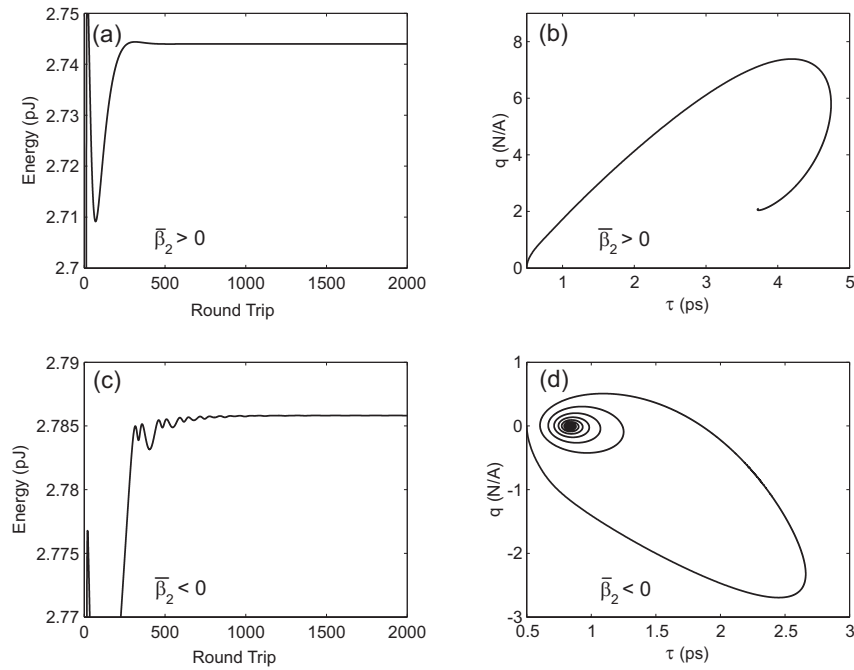 (a)
2.75
2.74
2.73
2.72
2.71
2.7
Energy (pJ)
β̅₂ > 0
0 500 1000 1500 2000
Round Trip
(b)
8
6
4
2
0
q (N/A)
β̅₂ > 0
1 2 3 4 5
τ (ps)
(c)
2.79
2.785
2.78
2.775
2.77
Energy (pJ)
β̅₂ < 0
0 500 1000 1500 2000
Round Trip
(d)
1
0
-1
-2
-3
q (N/A)
β̅₂ < 0
0.5 1 1.5 2 2.5 3
τ (ps)